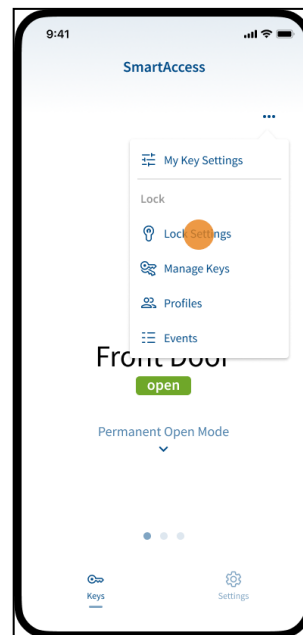 9:41
SmartAccess
My Key Settings
Lock
Lock Settings
Manage Keys
Profiles
Events
Front Door
open
Permanent Open Mode
Keys
Settings